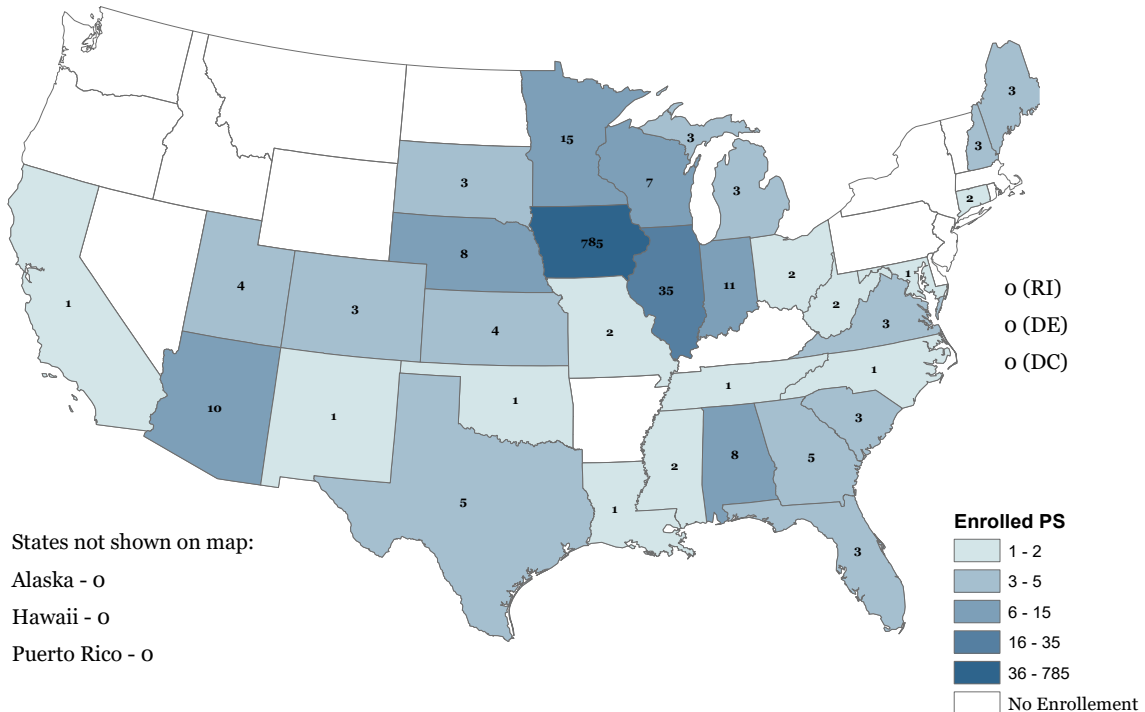 3
15
3
3
7
3
3
2
785
8
4
2
1
0 (RI)
35
11
2
1
3
4
3
0 (DE)
2
0 (DC)
1
1
1
10
1
1
3
8
5
2
5
1
3
States not shown on map:
Alaska - 0
Hawaii - 0
Puerto Rico - 0
Enrolled PS
1 - 2
3 - 5
6 - 15
16 - 35
36 - 785
No Enrollement